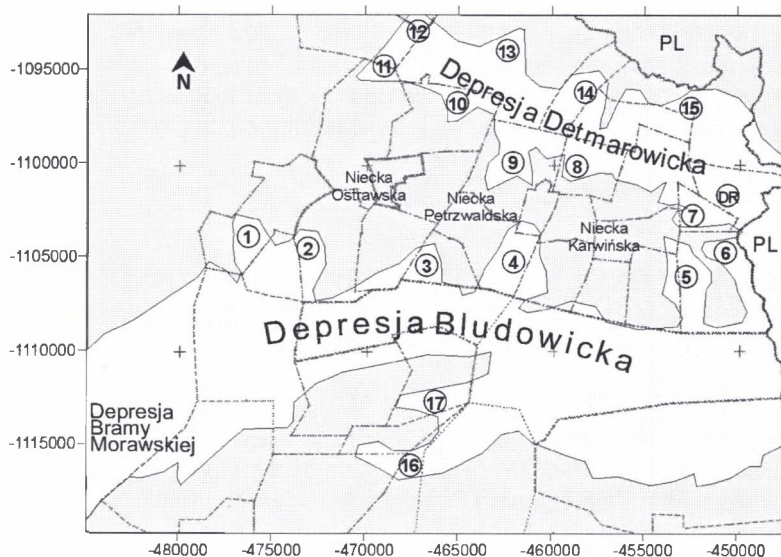 12
13
PL
-1095000
N
11
14
Depresja Detmarowicka
10
15
-1100000
9
8
Niecka
Ostrawska
Niecka
Petrzwaldska
DR
7
Niecka
Karwińska
PL
1
2
3
4
5
6
-1105000
Depresja Bludowicka
-1110000
17
Depresja
Bramy
Morawskiej
-1115000
16
-480000
-475000
-470000
-465000
-460000
-455000
-450000